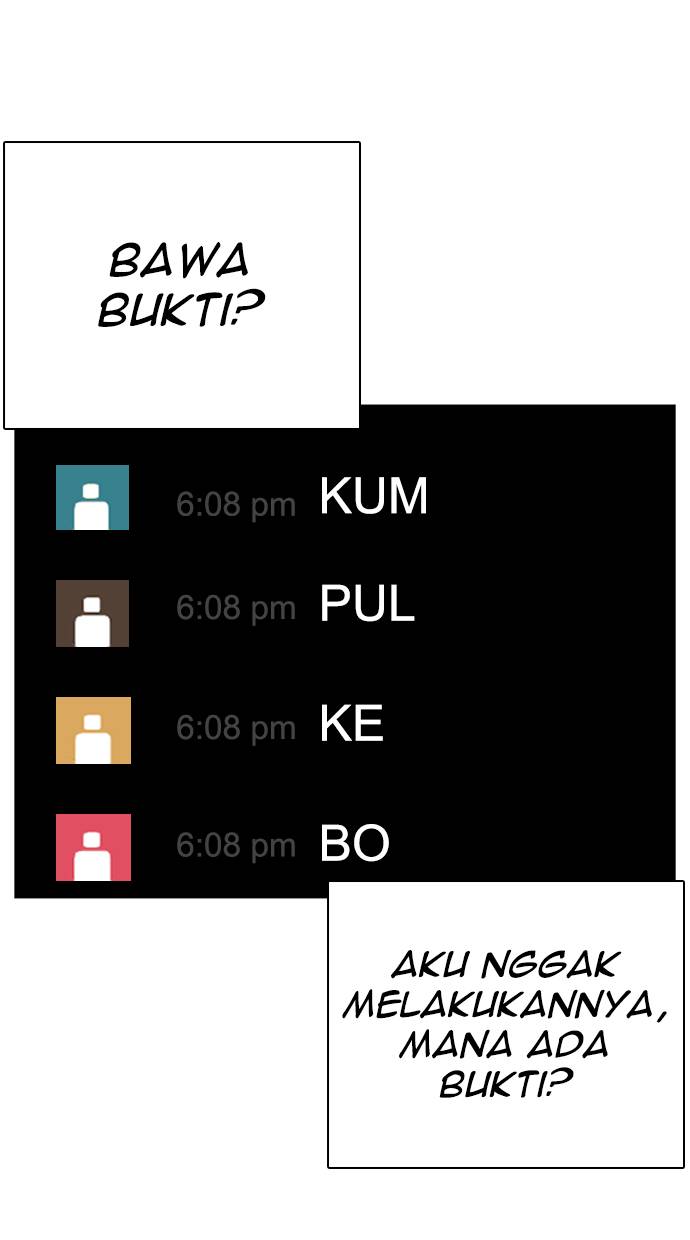 BAWA
BUKTI?
6:08 pm KUM
6:08 pm PUL
6:08 pm KE
6:08 pm BO
AKU NGGAK
MELAKUKANNYA,
MANA ADA
BUKTI?